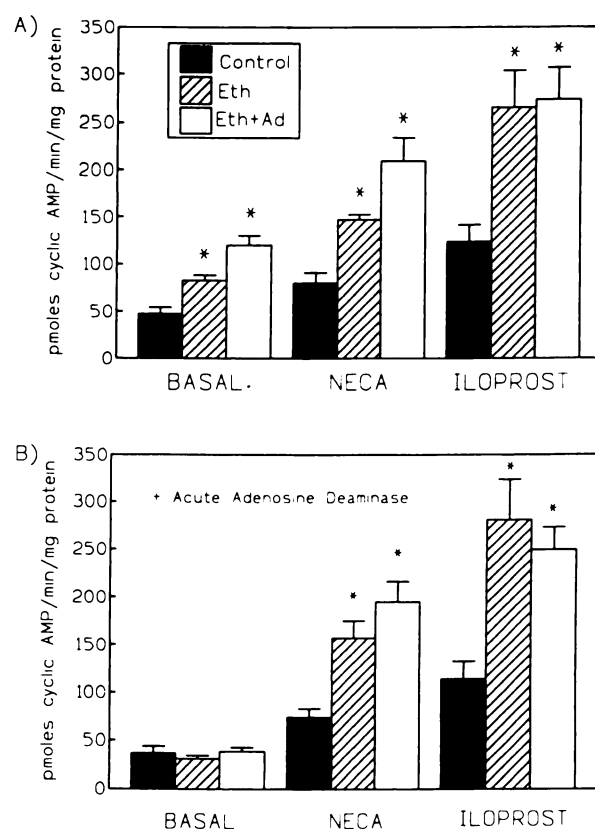 A)
pmoles cyclic AMP/min/mg protein
350
300
250
200
150
100
50
0
Control
Eth
Eth+Ad
* * * * * *
BASAL. NECA ILOPROST
B)
pmoles cyclic AMP/min/mg protein
350
300
250
200
150
100
50
0
+ Acute Adenosine Deaminase
* * * *
BASAL NECA ILOPROST